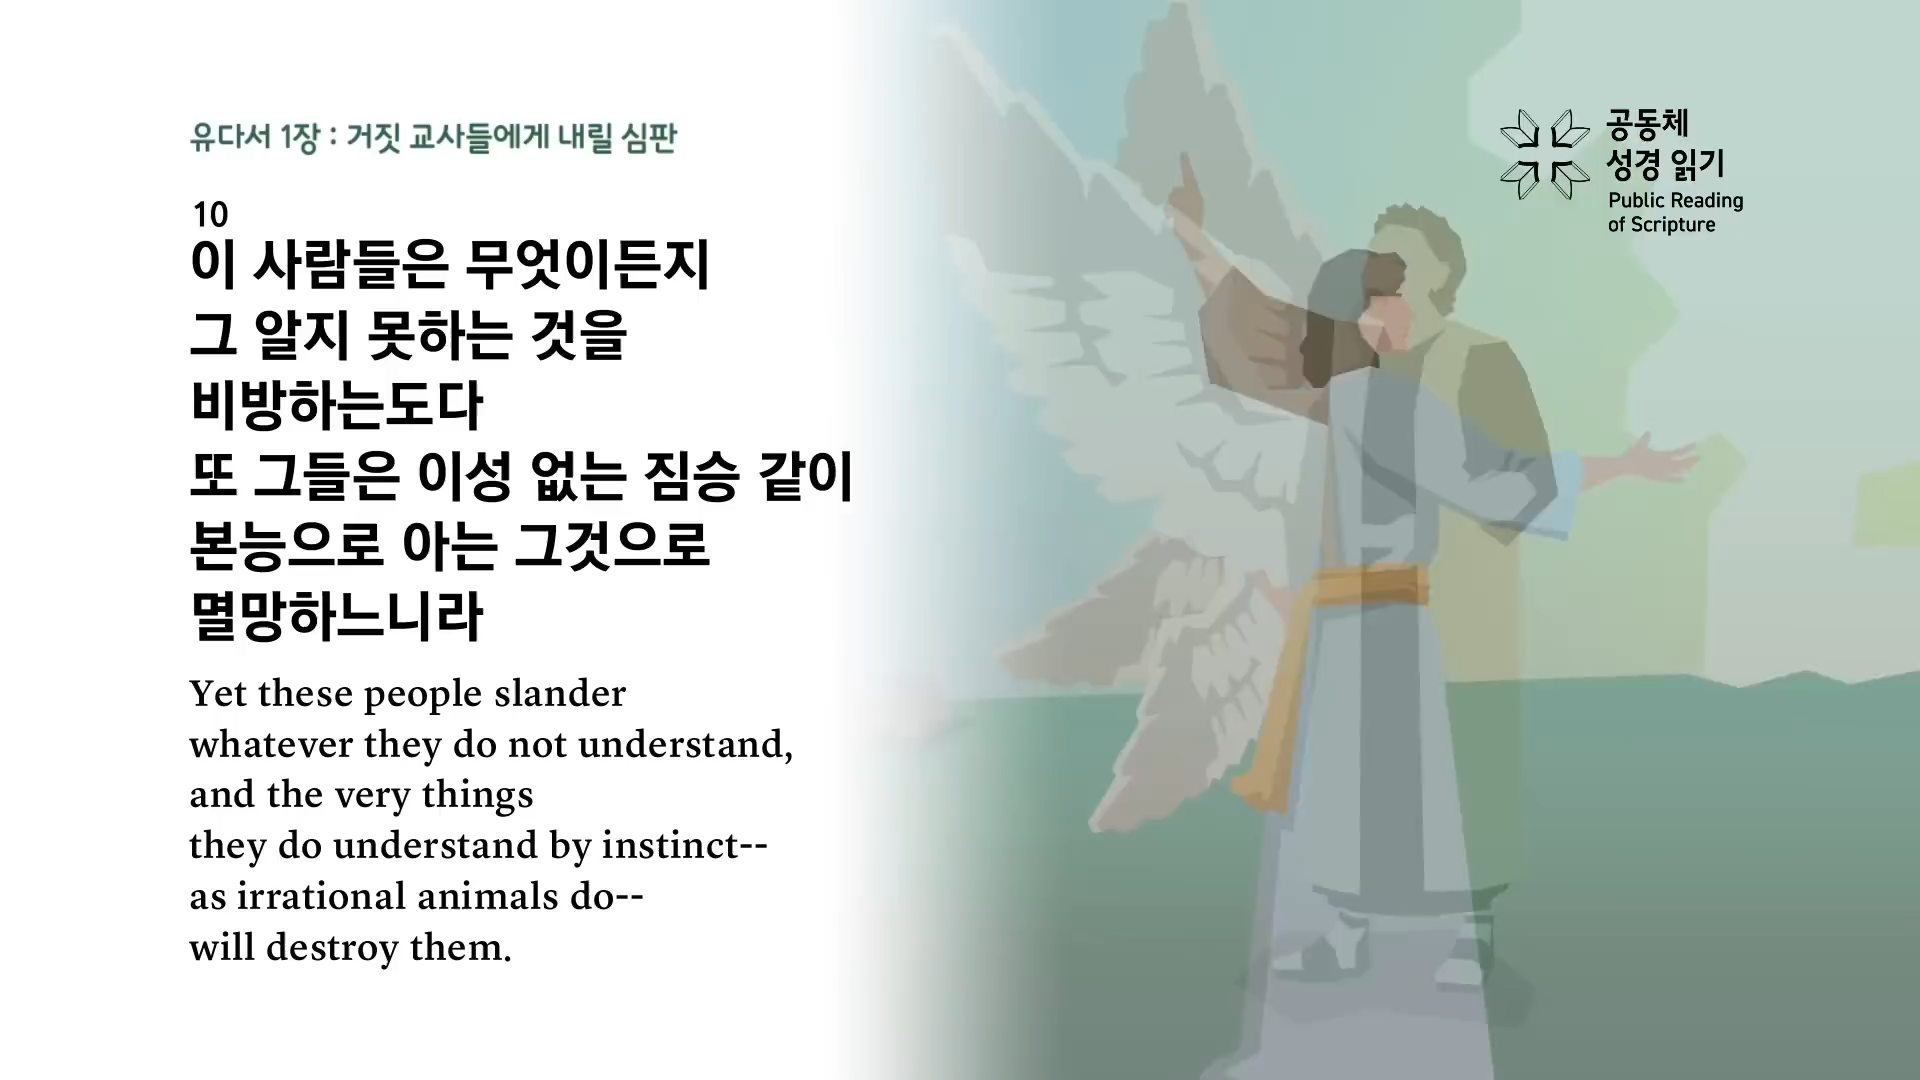 유다서 1장 : 거짓 교사들에게 내릴 심판
10
이 사람들은 무엇이든지
그 알지 못하는 것을
비방하는도다
또 그들은 이성 없는 짐승 같이
본능으로 아는 그것으로
멸망하느니라
Yet these people slander
whatever they do not understand,
and the very things
they do understand by instinct--
as irrational animals do--
will destroy them.
공동체
성경 읽기
Public Reading
of Scripture